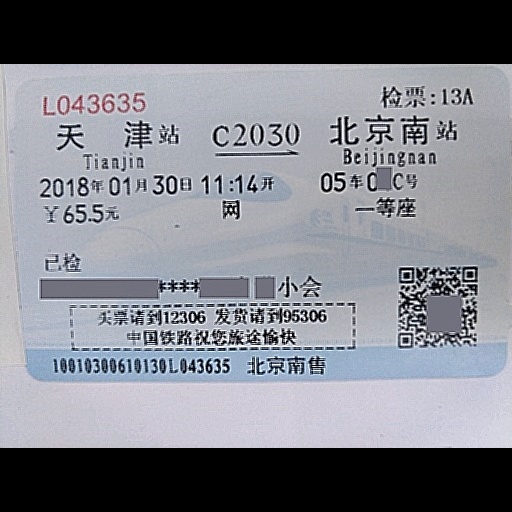 L043635 检票:13A
天津站 C2030 北京南站
Tianjin Beijingnan
2018年01月30日 11:14开 05车0 C号
￥65.5元 网 一等座
已检
**** 小会
买票请到12306 发货请到95306
中国铁路祝您旅途愉快
10010300610130L043635 北京南售